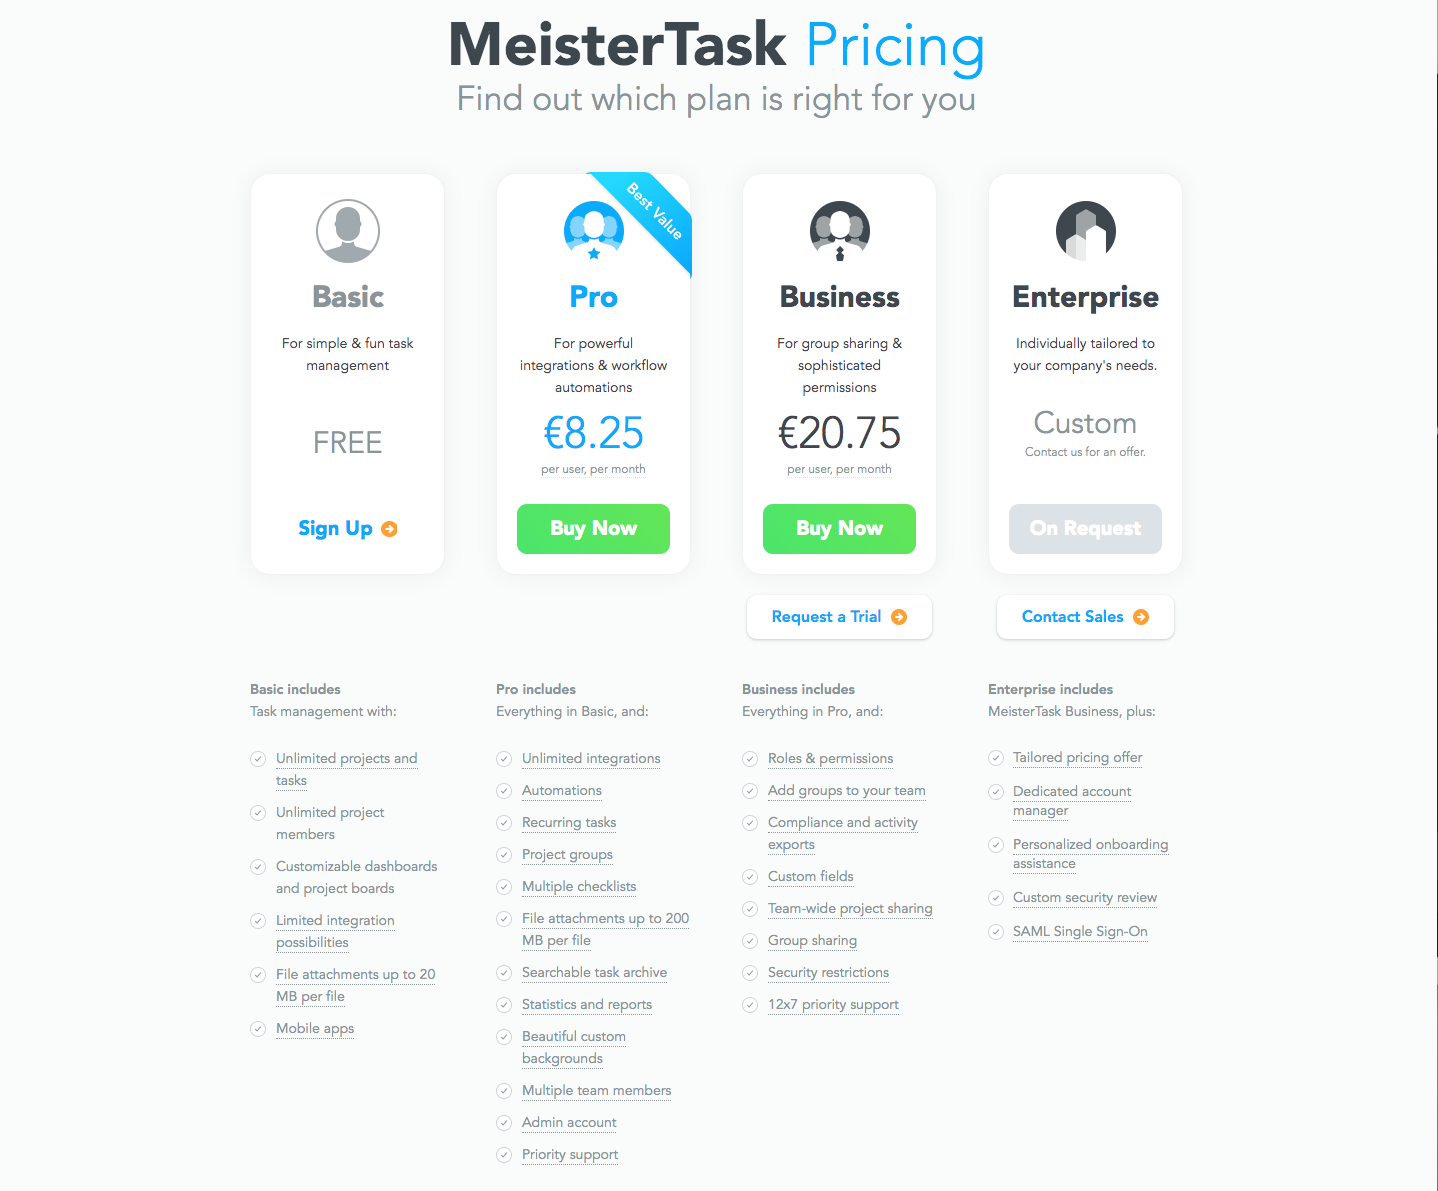 MeisterTask Pricing
Find out which plan is right for you
Basic
For simple & fun task
management
FREE
Sign Up
Best Value
Pro
For powerful
integrations & workflow
automations
€8.25
per user, per month
Buy Now
Business
For group sharing &
sophisticated
permissions
€20.75
per user, per month
Buy Now
Request a Trial
Enterprise
Individually tailored to
your company's needs.
Custom
Contact us for an offer.
On Request
Contact Sales
Basic includes
Task management with:
Unlimited projects and
tasks
Unlimited project
members
Customizable dashboards
and project boards
Limited integration
possibilities
File attachments up to 20
MB per file
Mobile apps
Pro includes
Everything in Basic, and:
Unlimited integrations
Automations
Recurring tasks
Project groups
Multiple checklists
File attachments up to 200
MB per file
Searchable task archive
Statistics and reports
Beautiful custom
backgrounds
Multiple team members
Admin account
Priority support
Business includes
Everything in Pro, and:
Roles & permissions
Add groups to your team
Compliance and activity
exports
Custom fields
Team-wide project sharing
Group sharing
Security restrictions
12x7 priority support
Enterprise includes
MeisterTask Business, plus:
Tailored pricing offer
Dedicated account
manager
Personalized onboarding
assistance
Custom security review
SAML Single Sign-On